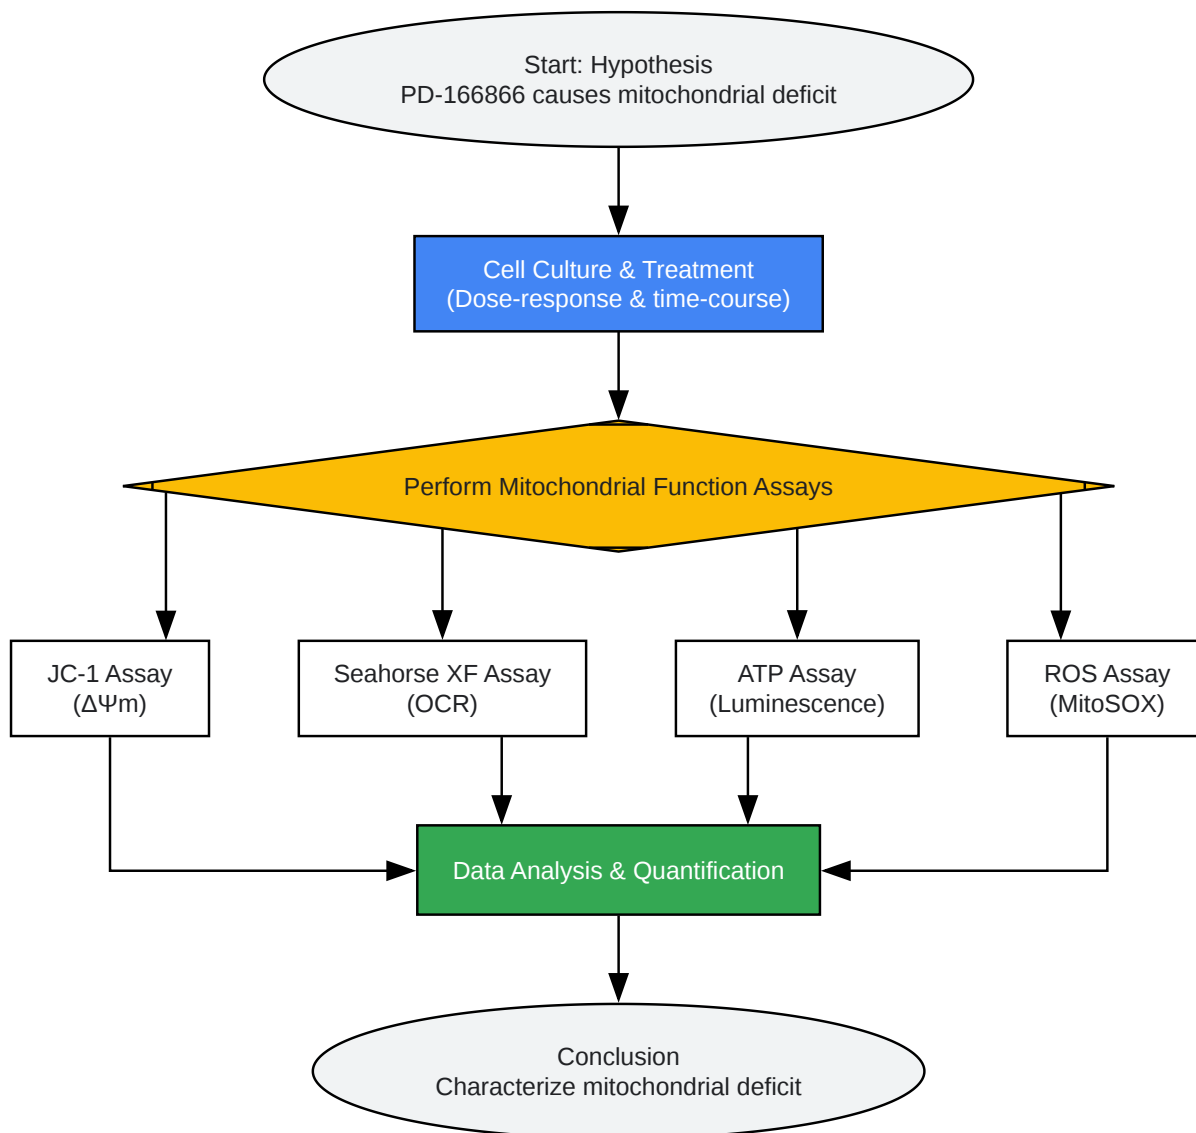 Start: Hypothesis
PD-166866 causes mitochondrial deficit
Cell Culture & Treatment
(Dose-response & time-course)
Perform Mitochondrial Function Assays
JC-1 Assay
(ΔΨm)
Seahorse XF Assay
(OCR)
ATP Assay
(Luminescence)
ROS Assay
(MitoSOX)
Data Analysis & Quantification
Conclusion
Characterize mitochondrial deficit